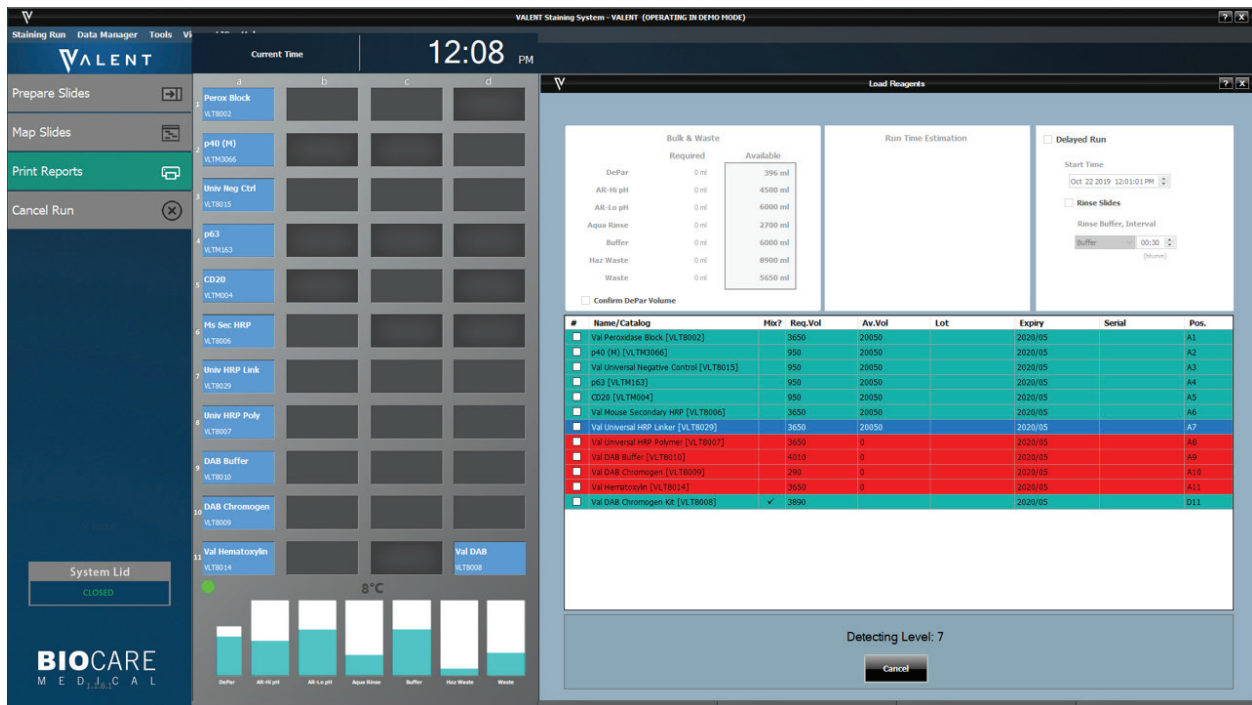 VALENT Staining System - VALENT (OPERATING IN DEMO MODE)
? X
Staining Run Data Manager Tools
VALENT
Current Time
12:08 PM
Prepare Slides
Map Slides
Print Reports
Cancel Run
System Lid
CLOSED
BIOCARE
MEDICAL
a b c d
1 Perox Block
VLT8002
2 p40 (M)
VLTM3066
3 Univ Neg Ctrl
VLT8015
4 p63
VLTM163
5 CD20
VLTM004
6 Ms Sec HRP
VLT8006
7 Univ HRP Link
VLT8029
8 Univ HRP Poly
VLT8007
9 DAB Buffer
VLT8010
10 DAB Chromogen
VLT8009
11 Val Hematoxylin Val DAB
VLT8014 VLT8008
8°C
DePar AR-Hi pH AR-Lo pH Aqua Rinse Buffer Haz Waste Waste
Load Reagents
? X
Bulk & Waste
Required Available
DePar 0 ml 396 ml
AR-Hi pH 0 ml 4500 ml
AR-Lo pH 0 ml 6000 ml
Aqua Rinse 0 ml 2700 ml
Buffer 0 ml 6000 ml
Haz Waste 0 ml 8900 ml
Waste 0 ml 5650 ml
Confirm DePar Volume
Run Time Estimation
Delayed Run
Start Time
Oct 22 2019 12:01:01 PM
Rinse Slides
Rinse Buffer, Interval
Buffer 00:30
(hh:mm)
# Name/Catalog Mix? Req.Vol Av.Vol Lot Expiry Serial Pos.
Val Peroxidase Block [VLT8002] 3650 20050 2020/05 A1
p40 (M) [VLTM3066] 950 20050 2020/05 A2
Val Universal Negative Control [VLT8015] 950 20050 2020/05 A3
p63 [VLTM163] 950 20050 2020/05 A4
CD20 [VLTM004] 950 20050 2020/05 A5
Val Mouse Secondary HRP [VLT8006] 3650 20050 2020/05 A6
Val Universal HRP Linker [VLT8029] 3650 20050 2020/05 A7
Val Universal HRP Polymer [VLT8007] 3650 0 2020/05 A8
Val DAB Buffer [VLT8010] 4010 0 2020/05 A9
Val DAB Chromogen [VLT8009] 290 0 2020/05 A10
Val Hematoxylin [VLT8014] 3650 0 2020/05 A11
Val DAB Chromogen Kit [VLT8008] ✓ 3890 2020/05 D11
Detecting Level: 7
Cancel